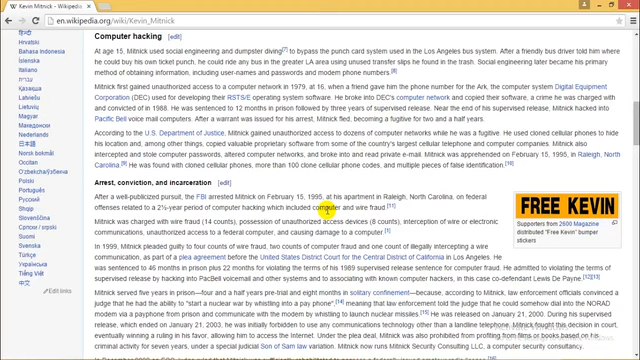 Kevin Mitnick - Wikipedia
en.wikipedia.org/wiki/Kevin_Mitnick
Hrvatski
Bahasa Indonesia
Íslenska
Italiano
עברית
Latviešu
Magyar
Македонски
Nederlands
日本語
Norsk bokmål
Polski
Português
Русский
Simple English
Slovenčina
Suomi
Svenska
Türkçe
Українська
中文
Edit links
Computer hacking [edit]
At age 15, Mitnick used social engineering and dumpster diving[7] to bypass the punch card system used in the Los Angeles bus system. After a friendly bus driver told him where
he could buy his own ticket punch, he could ride any bus in the greater LA area using unused transfer slips he found in the trash. Social engineering later became his primary
method of obtaining information, including user-names and passwords and modem phone numbers.[8]
Mitnick first gained unauthorized access to a computer network in 1979, at 16, when a friend gave him the phone number for the Ark, the computer system Digital Equipment
Corporation (DEC) used for developing their RSTS/E operating system software. He broke into DEC's computer network and copied their software, a crime he was charged with
and convicted of in 1988. He was sentenced to 12 months in prison followed by three years of supervised release. Near the end of his supervised release, Mitnick hacked into
Pacific Bell voice mail computers. After a warrant was issued for his arrest, Mitnick fled, becoming a fugitive for two and a half years.
According to the U.S. Department of Justice, Mitnick gained unauthorized access to dozens of computer networks while he was a fugitive. He used cloned cellular phones to hide
his location and, among other things, copied valuable proprietary software from some of the country's largest cellular telephone and computer companies. Mitnick also
intercepted and stole computer passwords, altered computer networks, and broke into and read private e-mail. Mitnick was apprehended on February 15, 1995, in Raleigh, North
Carolina.[9] He was found with cloned cellular phones, more than 100 clone cellular phone codes, and multiple pieces of false identification.[10]
Arrest, conviction, and incarceration [edit]
After a well-publicized pursuit, the FBI arrested Mitnick on February 15, 1995, at his apartment in Raleigh, North Carolina, on federal
offenses related to a 2½-year period of computer hacking which included computer and wire fraud.[11]
Mitnick was charged with wire fraud (14 counts), possession of unauthorized access devices (8 counts), interception of wire or electronic
communications, unauthorized access to a federal computer, and causing damage to a computer.
In 1999, Mitnick pleaded guilty to four counts of wire fraud, two counts of computer fraud and one count of illegally intercepting a wire
communication, as part of a plea agreement before the United States District Court for the Central District of California in Los Angeles. He
was sentenced to 46 months in prison plus 22 months for violating the terms of his 1989 supervised release sentence for computer fraud. He admitted to violating the terms of
supervised release by hacking into PacBell voicemail and other systems and to associating with known computer hackers, in this case co-defendant Lewis De Payne.[12][13]
Mitnick served five years in prison—four and a half years pre-trial and eight months in solitary confinement—because, according to Mitnick, law enforcement officials convinced a
judge that he had the ability to "start a nuclear war by whistling into a pay phone",[14] meaning that law enforcement told the judge that he could somehow dial into the NORAD
modem via a payphone from prison and communicate with the modem by whistling to launch nuclear missiles.[15] He was released on January 21, 2000. During his supervised
release, which ended on January 21, 2003, he was initially forbidden to use any communications technology other than a landline telephone. Mitnick fought this decision in court,
eventually winning a ruling in his favor, allowing him to access the Internet. Under the plea deal, Mitnick was also prohibited from profiting from films or books based on his
criminal activity for seven years, under a special judicial Son of Sam law variation. Mitnick now runs Mitnick Security Consulting LLC, a computer security consultancy.
FREE KEVIN
Supporters from 2600 Magazine
distributed "Free Kevin" bumper
stickers